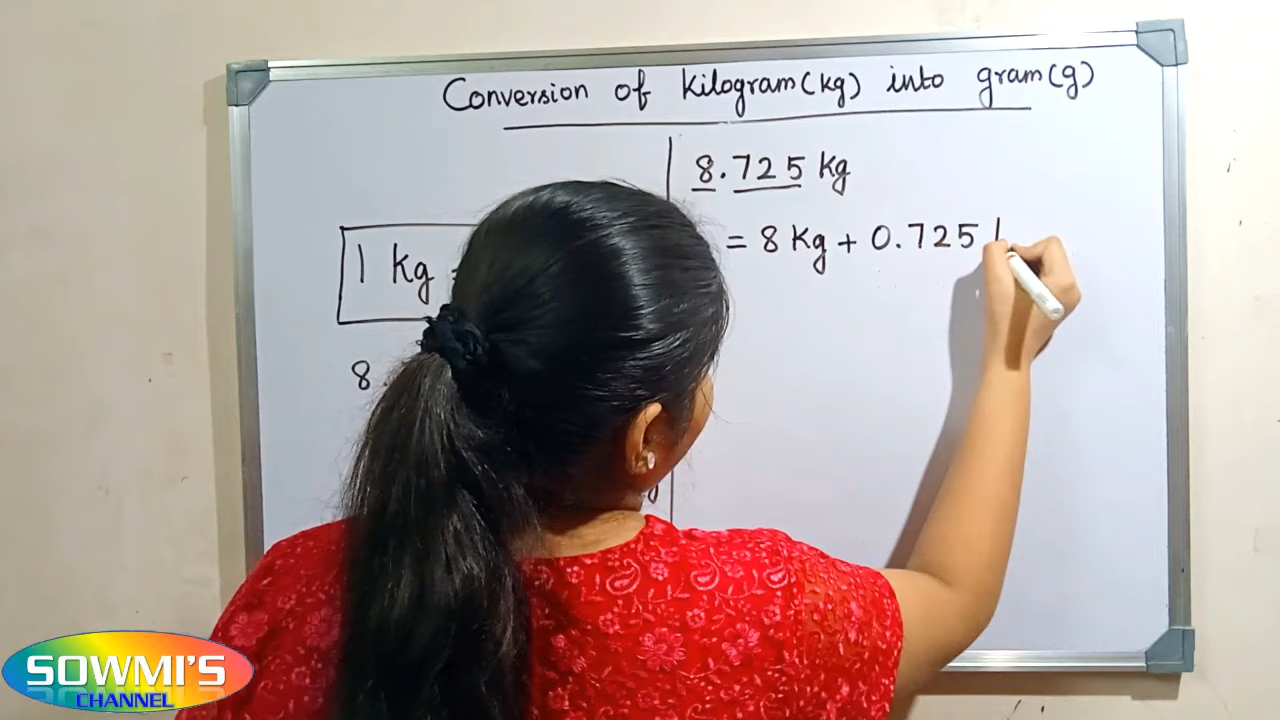 Conversion of kilogram(kg) into gram(g)
1 kg
8
8.725 kg
= 8 kg + 0.725
SOWMI'S
CHANNEL